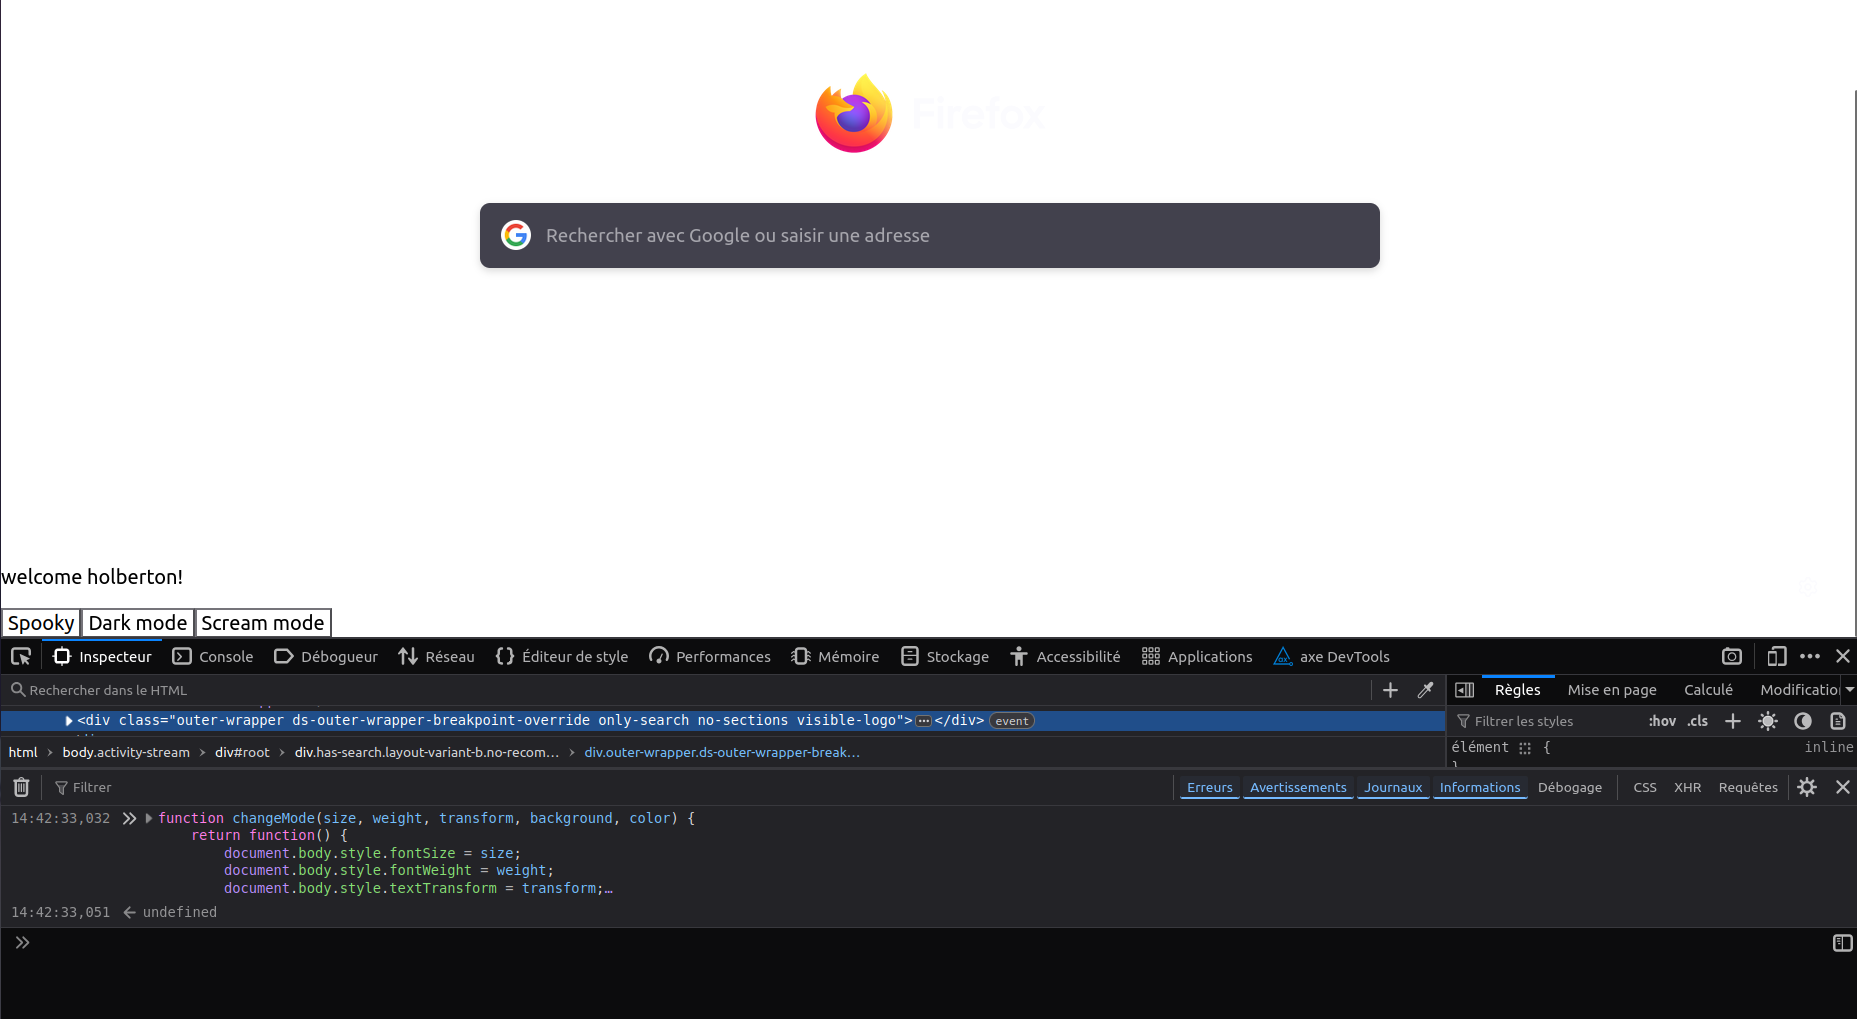 Firefox
Rechercher avec Google ou saisir une adresse
welcome holberton!
Spooky Dark mode Scream mode
Inspecteur Console Débogueur Réseau {} Éditeur de style Performances Mémoire Stockage Accessibilité Applications axe DevTools
Rechercher dans le HTML
Règles Mise en page Calculé Modification
<div class="outer-wrapper ds-outer-wrapper-breakpoint-override only-search no-sections visible-logo">…</div> event
Filtrer les styles :hov .cls
html › body.activity-stream › div#root › div.has-search.layout-variant-b.no-recom… › div.outer-wrapper.ds-outer-wrapper-break…
élément { inline
}
Filtrer Erreurs Avertissements Journaux Informations Débogage CSS XHR Requêtes
14:42:33,032 function changeMode(size, weight, transform, background, color) {
return function() {
document.body.style.fontSize = size;
document.body.style.fontWeight = weight;
document.body.style.textTransform = transform;…
14:42:33,051 undefined